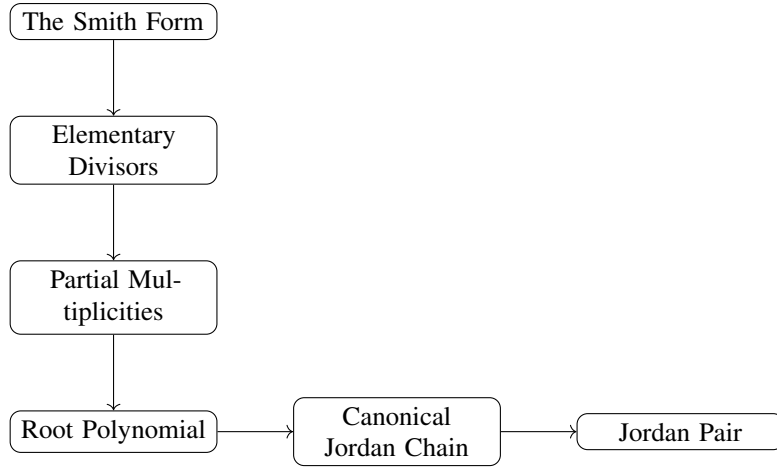 The Smith Form
Elementary
Divisors
Partial Mul-
tiplicities
Root Polynomial
Canonical
Jordan Chain
Jordan Pair